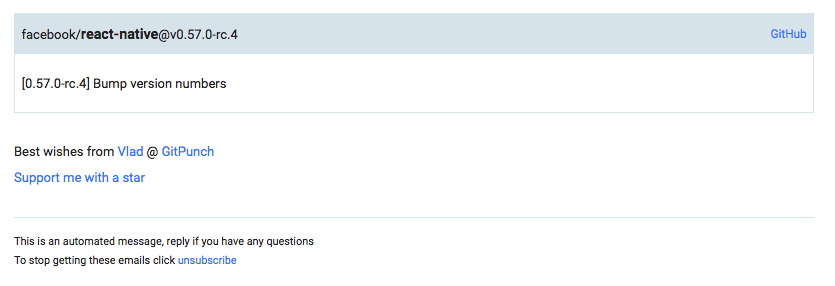 facebook/react-native@v0.57.0-rc.4 GitHub
[0.57.0-rc.4] Bump version numbers
Best wishes from Vlad @ GitPunch
Support me with a star
This is an automated message, reply if you have any questions
To stop getting these emails click unsubscribe